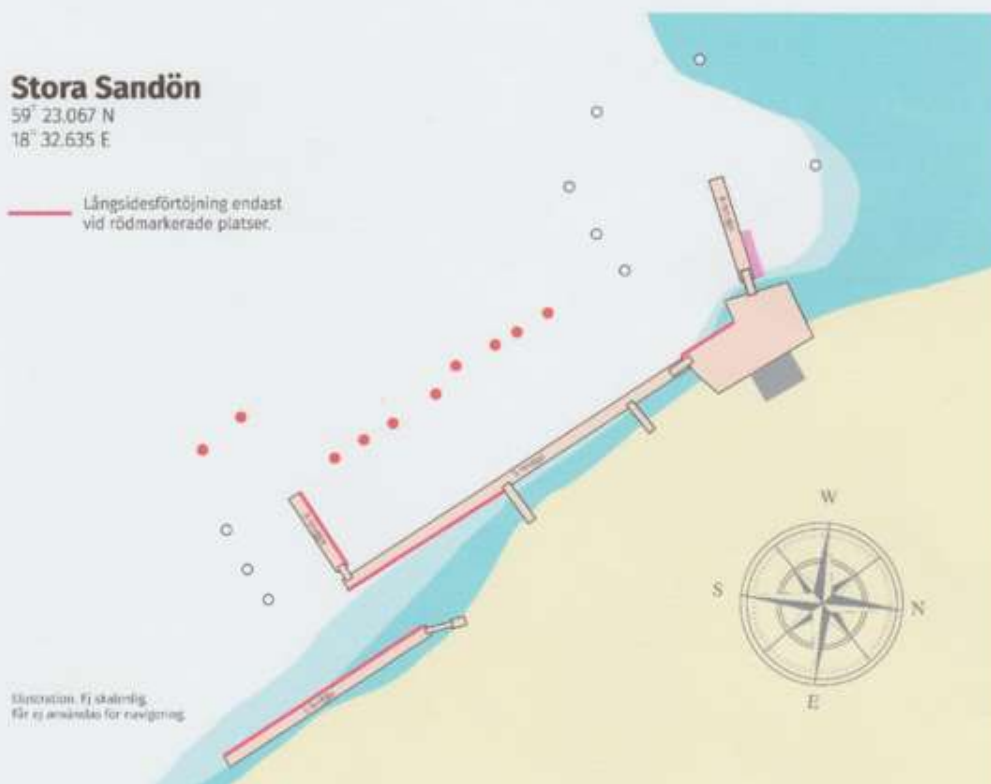 Stora Sandön
59° 23.067 N
18° 32.635 E
Långsidesförtöjning endast
vid rödmarkerade platser.
W
S
N
E
Illustration. Ej skalenlig.
Får ej användas för navigering.